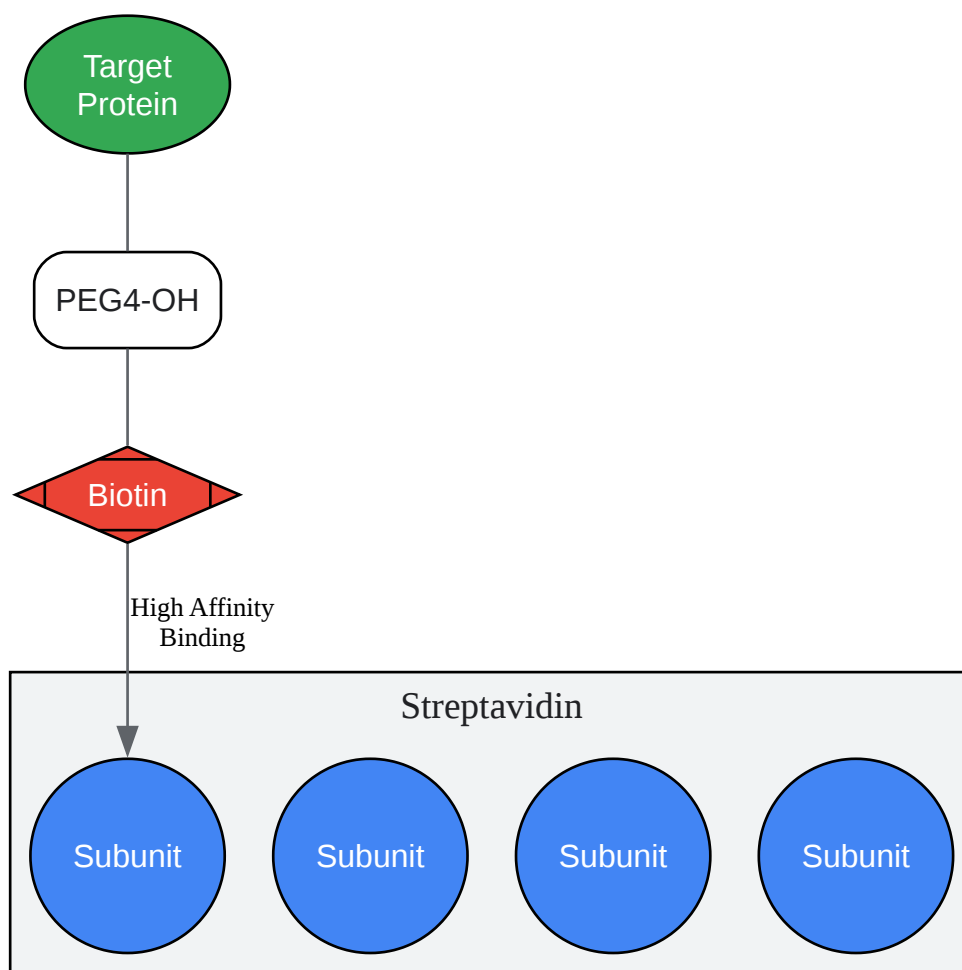 Target
Protein
PEG4-OH
Biotin
High Affinity
Binding
Streptavidin
Subunit
Subunit
Subunit
Subunit